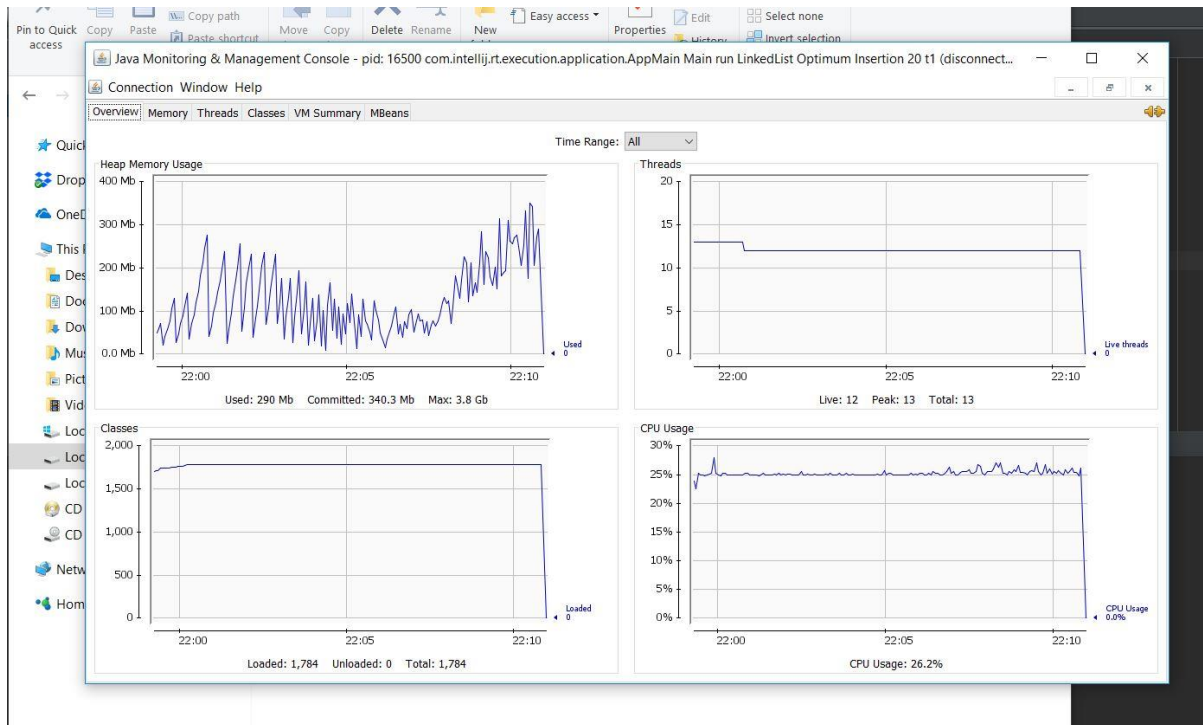 Copy path
Easy access
Edit
Select none
Pin to Quick access
Copy
Paste
Paste shortcut
Move
Copy
Delete
Rename
New
Properties
History
Invert selection
Java Monitoring & Management Console - pid: 16500 com.intellij.rt.execution.application.AppMain Main run LinkedList Optimum Insertion 20 t1 (disconnect...
Connection Window Help
Overview Memory Threads Classes VM Summary MBeans
Time Range: All
Quick
Drop
OneD
This
Des
Do
Dov
Mus
Pict
Vid
Loc
Loc
Loc
CD
CD
Netw
Hom
Heap Memory Usage
400 Mb
300 Mb
200 Mb
100 Mb
0.0 Mb
Used
0
22:00 22:05 22:10
Used: 290 Mb Committed: 340.3 Mb Max: 3.8 Gb
Threads
20
15
10
5
0
Live threads
0
22:00 22:05 22:10
Live: 12 Peak: 13 Total: 13
Classes
2,000
1,500
1,000
500
0
Loaded
0
22:00 22:05 22:10
Loaded: 1,784 Unloaded: 0 Total: 1,784
CPU Usage
30%
25%
20%
15%
10%
5%
0%
CPU Usage
0.0%
22:00 22:05 22:10
CPU Usage: 26.2%